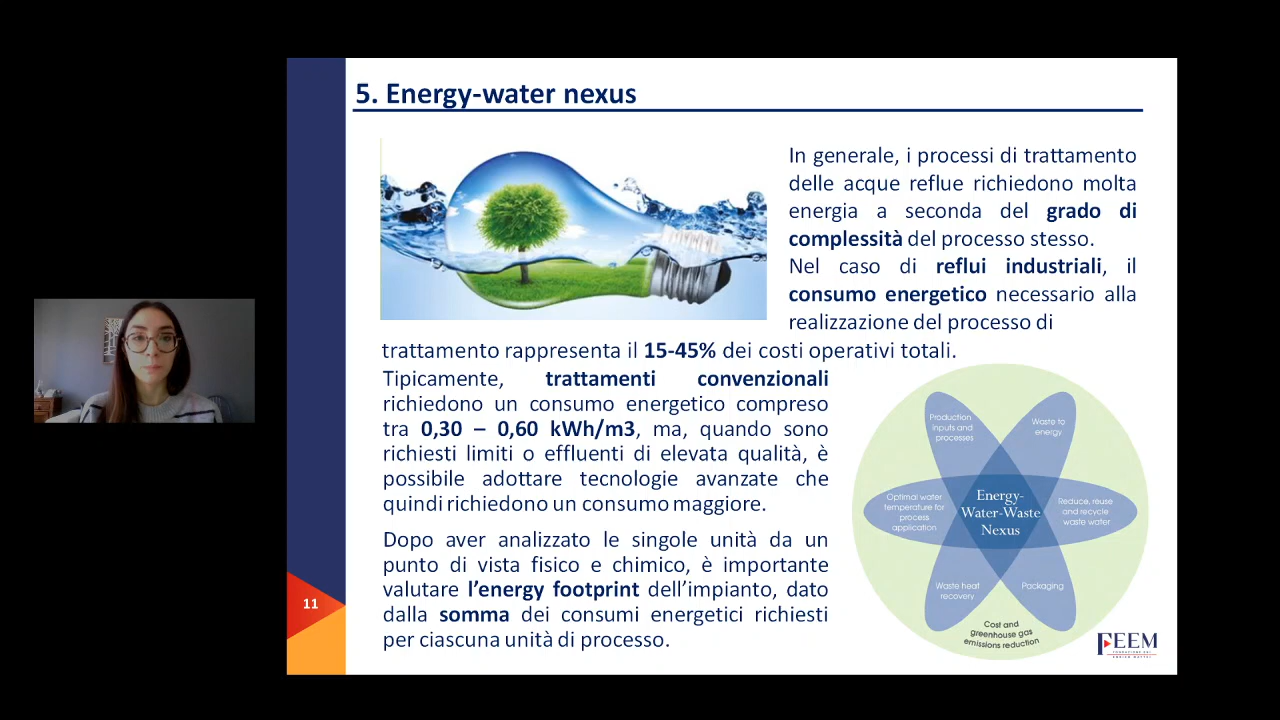 5. Energy-water nexus
In generale, i processi di trattamento
delle acque reflue richiedono molta
energia a seconda del grado di
complessità del processo stesso.
Nel caso di reflui industriali, il
consumo energetico necessario alla
realizzazione del processo di
trattamento rappresenta il 15-45% dei costi operativi totali.
Tipicamente, trattamenti convenzionali
richiedono un consumo energetico compreso
tra 0,30 – 0,60 kWh/m3, ma, quando sono
richiesti limiti o effluenti di elevata qualità, è
possibile adottare tecnologie avanzate che
quindi richiedono un consumo maggiore.
Dopo aver analizzato le singole unità da un
punto di vista fisico e chimico, è importante
valutare l'energy footprint dell'impianto, dato
dalla somma dei consumi energetici richiesti
per ciascuna unità di processo.
Production
inputs and
processes
Waste to
energy
Optimal water
temperature for
process
application
Energy-
Water-Waste
Nexus
Reduce, reuse
and recycle
waste water
Waste heat
recovery
Packaging
Cost and
greenhouse gas
emissions reduction
11
FEEM
FONDAZIONE ENI
ENRICO MATTEI